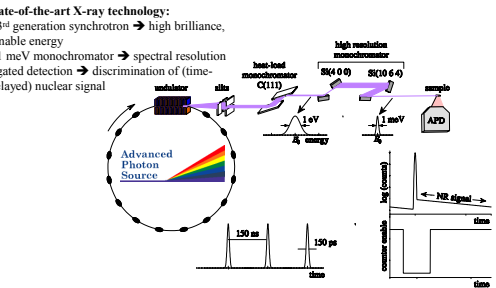 ate-of-the-art X-ray technology:
3rd generation synchrotron ➔ high brilliance,
nable energy
1 meV monochromator ➔ spectral resolution
gated detection ➔ discrimination of (time-
elayed) nuclear signal
high resolution
monochromator
heat-load
monochromator
C(111)
Si(4 0 0)
Si(10 6 4)
undulator
slits
sample
1 eV
1 meV
APD
E₀
energy
E₀
Advanced
Photon
Source
log (counts)
NR signal
time
counter enable
time
150 ns
150 ps
time